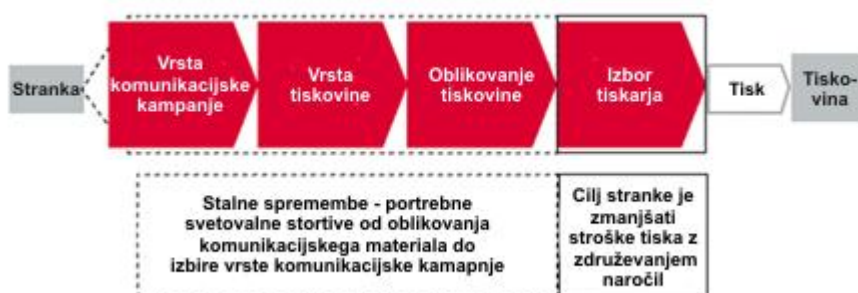 Stranka
Vrsta
komunikacijske
kampanje
Vrsta
tiskovine
Oblikovanje
tiskovine
Izbor
tiskarja
Tisk
Tisko-
vina
Stalne spremembe - portrebne
svetovalne stortive od oblikovanja
komunikacijskega materiala do
izbire vrste komunikacijske kamapnje
Cilj stranke je
zmanjšati
stroške tiska z
združevanjem
naročil